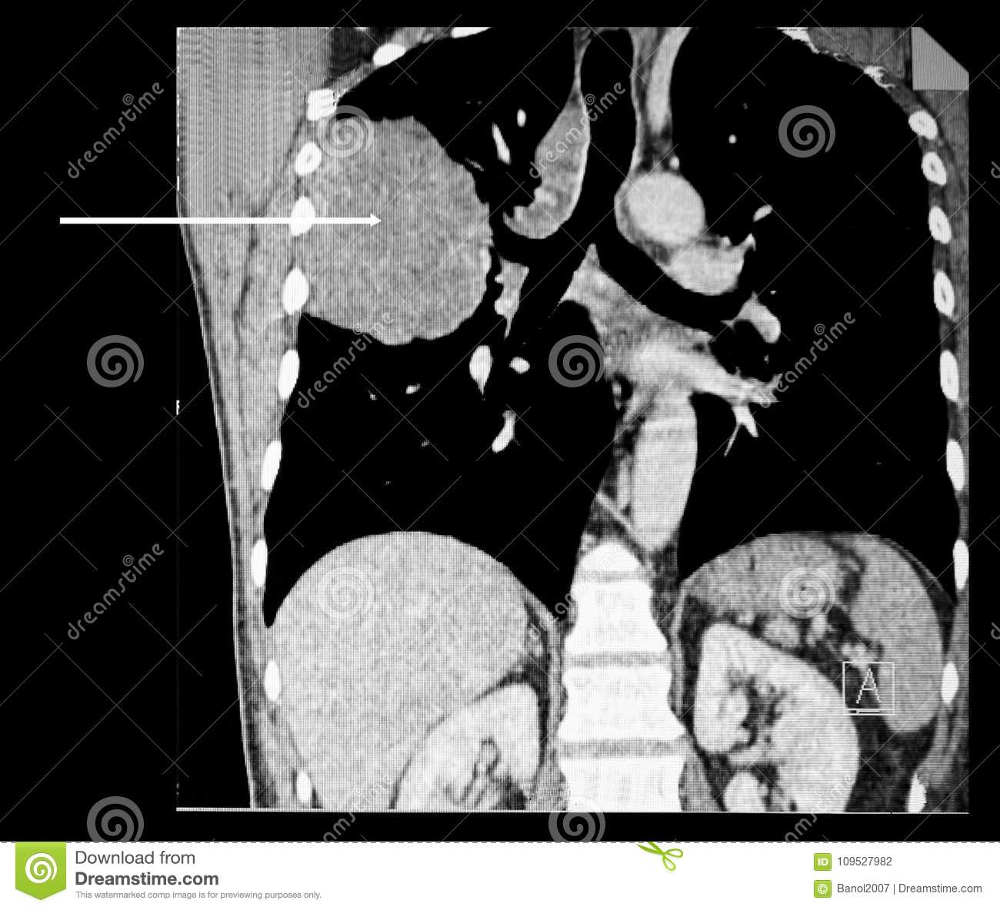 dreamstime.
dreamstime.
dreamstime.
dreamstime.
dreamstime.
dreamstime.
dreamstime.
dreamstime.
dreamstime.
A
Download from
Dreamstime.com
This watermarked comp image is for previewing purposes only.
ID 109527982
© Banol2007 | Dreamstime.com